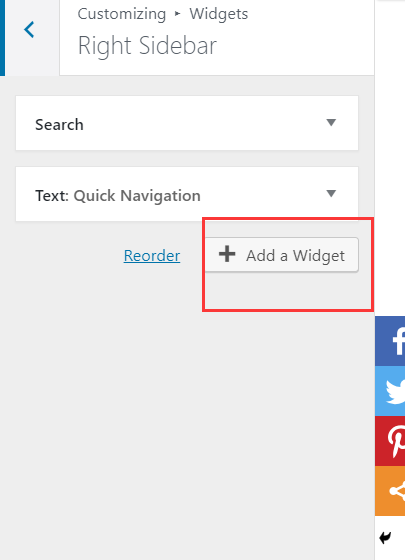 Customizing ▸ Widgets
Right Sidebar
Search
Text: Quick Navigation
Reorder
Add a Widget